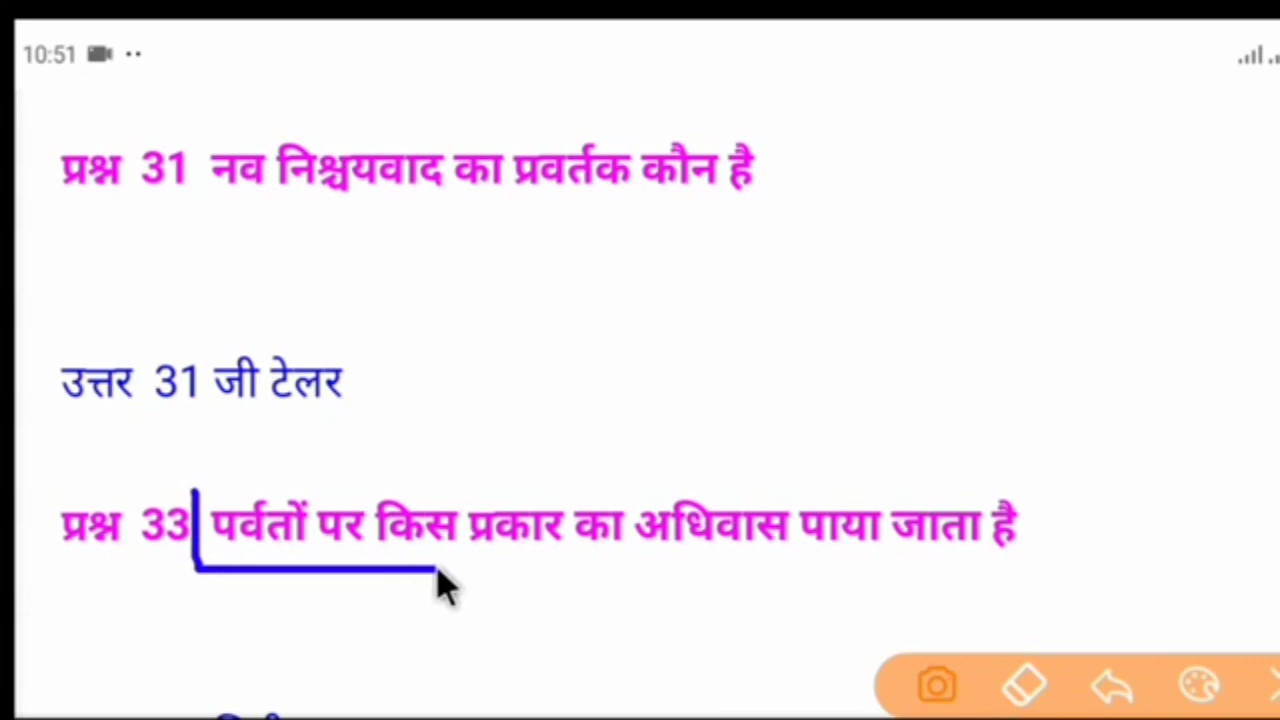 10:51
प्रश्न 31 नव निश्चयवाद का प्रवर्तक कौन है
उत्तर 31 जी टेलर
प्रश्न 33 पर्वतों पर किस प्रकार का अधिवास पाया जाता है